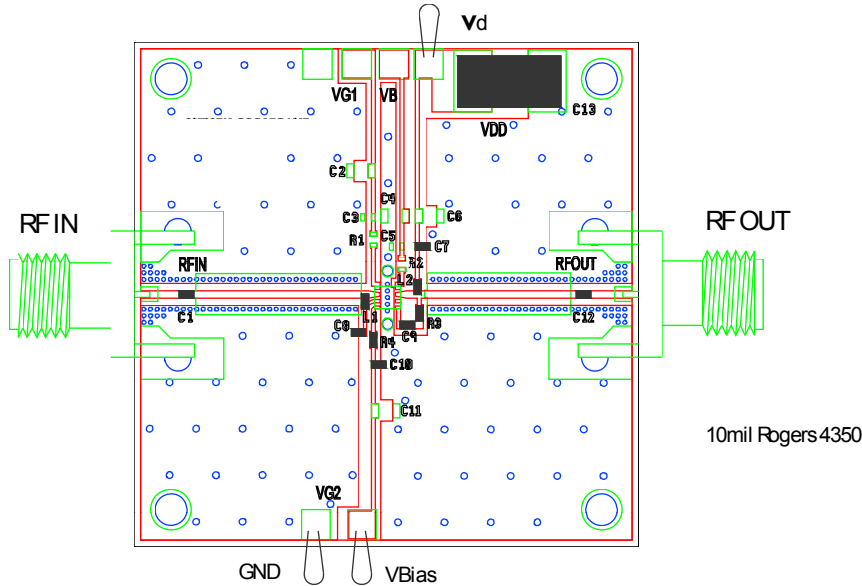 Vd
VG1
VB
VDD
C13
C2
C3
C4
C6
R1
C5
C7
RF IN
RF OUT
RFIN
R2
L2
RFOUT
C1
L1
R3
C12
C8
R4
C9
C10
C11
10mil Rogers 4350
VG2
GND
VBias